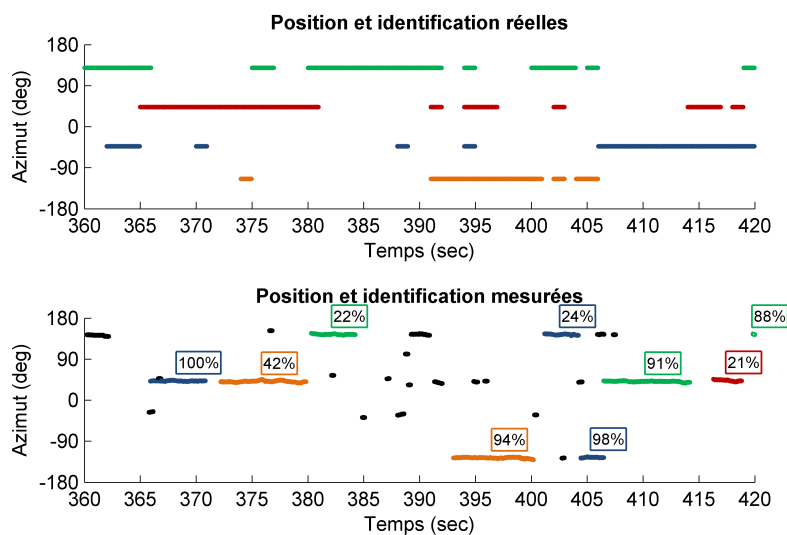 Position et identification réelles
180
90
0
-90
-180
Azimut (deg)
360 365 370 375 380 385 390 395 400 405 410 415 420
Temps (sec)
Position et identification mesurées
180
90
0
-90
-180
Azimut (deg)
22% 24% 88%
100% 42% 91% 21%
94% 98%
360 365 370 375 380 385 390 395 400 405 410 415 420
Temps (sec)